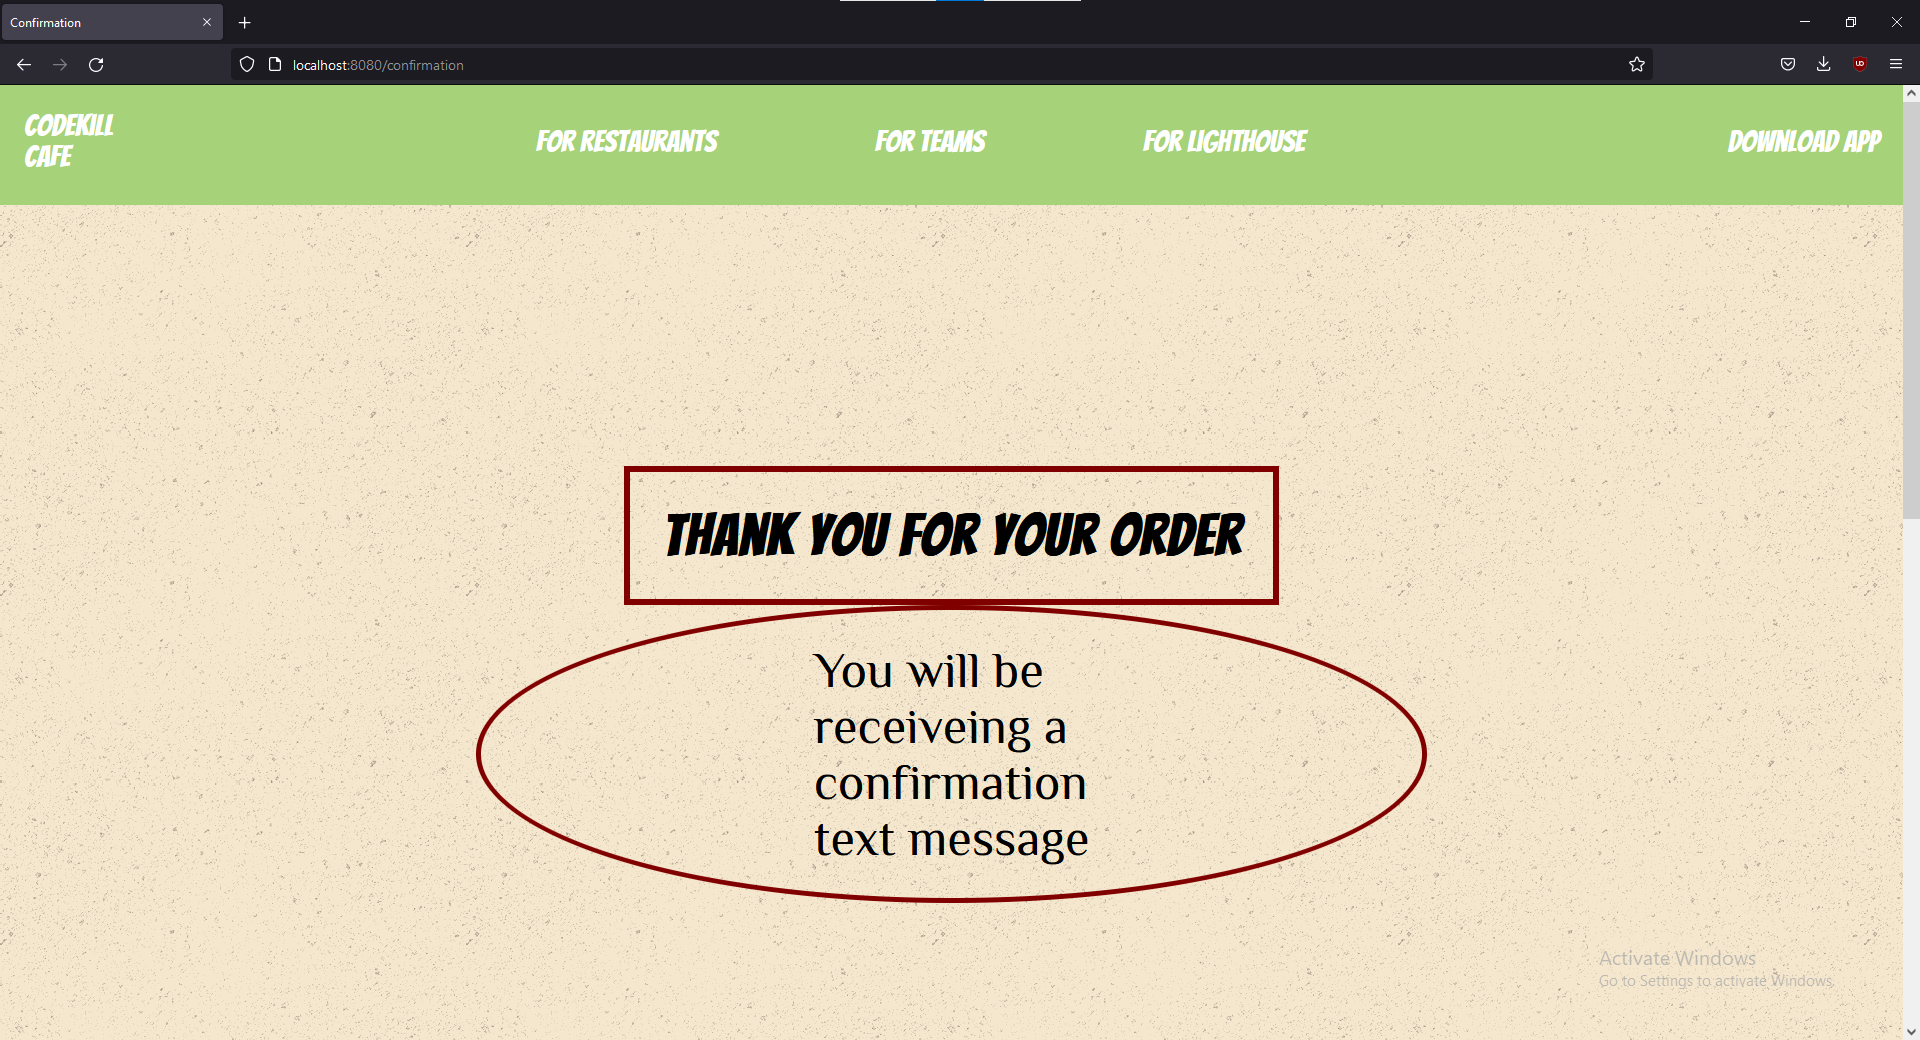 Confirmation
localhost:8080/confirmation
CODEKILL
CAFE
FOR RESTAURANTS
FOR TEAMS
FOR LIGHTHOUSE
DOWNLOAD APP
THANK YOU FOR YOUR ORDER
You will be
receiveing a
confirmation
text message
Activate Windows
Go to Settings to activate Windows.